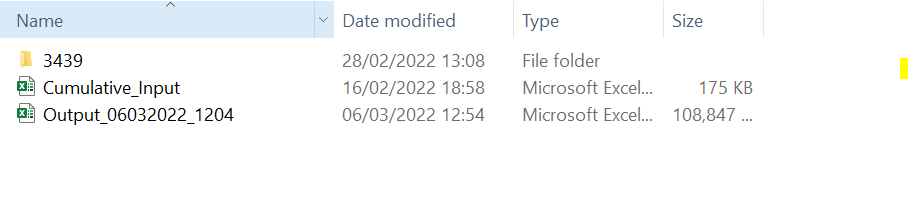 Name Date modified Type Size
3439 28/02/2022 13:08 File folder
Cumulative_Input 16/02/2022 18:58 Microsoft Excel... 175 KB
Output_06032022_1204 06/03/2022 12:54 Microsoft Excel... 108,847 ...